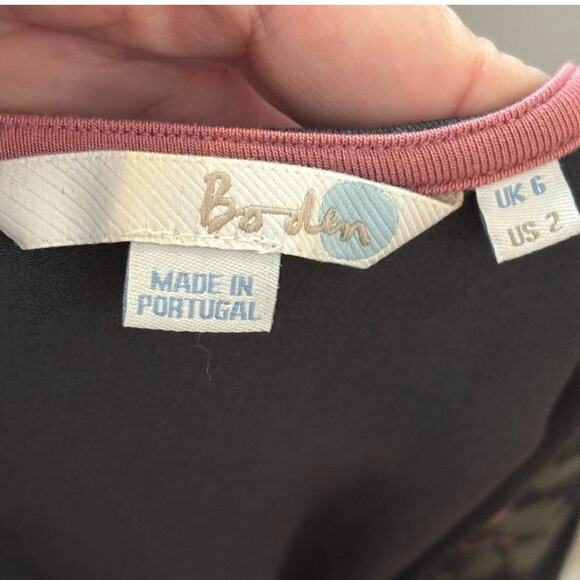 Boden
MADE IN
PORTUGAL
UK 6
US 2